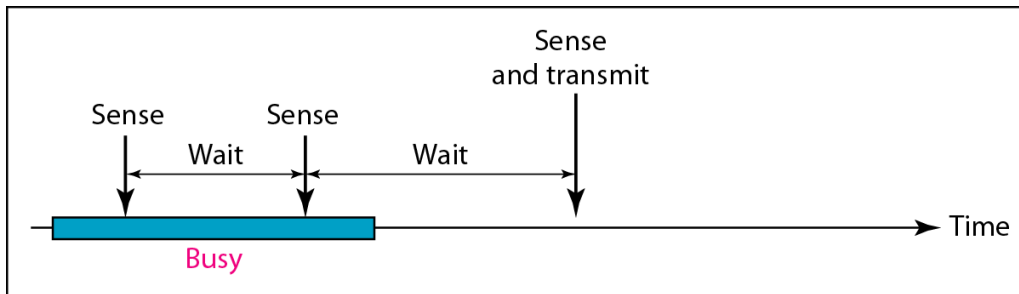 Sense
and transmit
Sense
Sense
Wait
Wait
Time
Busy